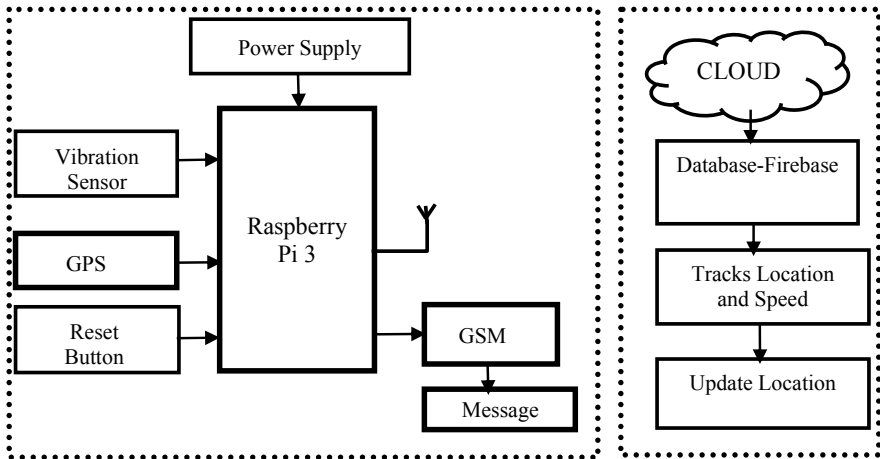 Power Supply
Vibration
Sensor
GPS
Reset
Button
Raspberry
Pi 3
GSM
Message
CLOUD
Database-Firebase
Tracks Location
and Speed
Update Location